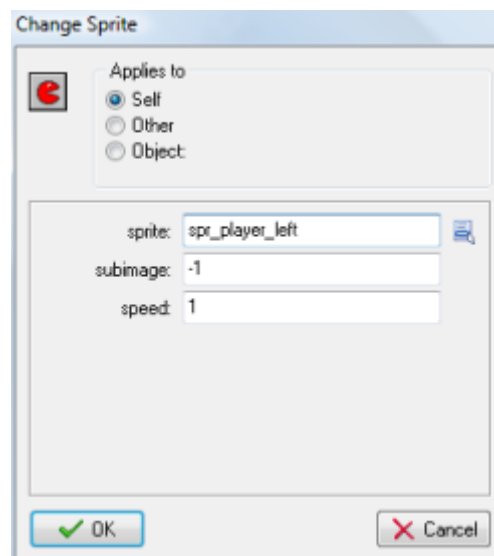 Change Sprite
Applies to
Self
Other
Object:
sprite: spr_player_left
subimage: -1
speed: 1
OK Cancel